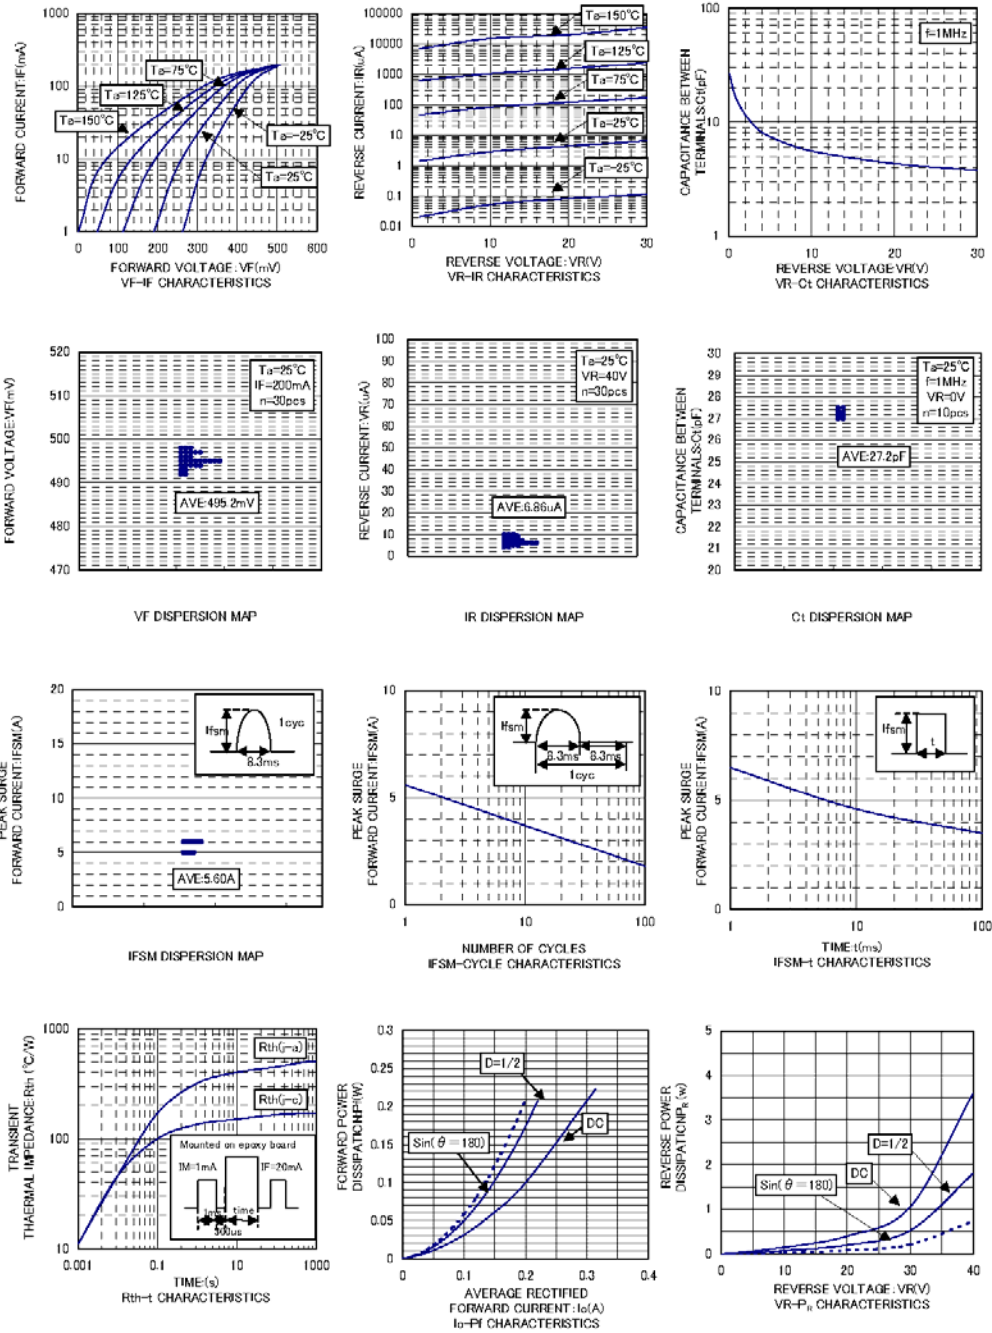 FORWARD CURRENT:IF(mA)
1000
100
10
1
Ta=75℃
Ta=125℃
Ta=150℃
Ta=-25℃
Ta=25℃
0 100 200 300 400 500 600
FORWARD VOLTAGE:VF(mV)
VF-IF CHARACTERISTICS
REVERSE CURRENT:IR(uA)
100000
10000
1000
100
10
1
0.1
0.01
Ta=150℃
Ta=125℃
Ta=75℃
Ta=25℃
Ta=-25℃
0 10 20 30
REVERSE VOLTAGE:VR(V)
VR-IR CHARACTERISTICS
CAPACITANCE BETWEEN
TERMINALS:Ct(pF)
100
10
1
f=1MHz
0 10 20 30
REVERSE VOLTAGE:VR(V)
VR-Ct CHARACTERISTICS
FORWARD VOLTAGE:VF(mV)
520
510
500
490
480
470
Ta=25℃
IF=200mA
n=30pcs
AVE:495.2mV
VF DISPERSION MAP
REVERSE CURRENT:VR(uA)
100
90
80
70
60
50
40
30
20
10
0
Ta=25℃
VR=40V
n=30pcs
AVE:6.86uA
IR DISPERSION MAP
CAPACITANCE BETWEEN
TERMINALS:Ct(pF)
30
29
28
27
26
25
24
23
22
21
20
Ta=25℃
f=1MHz
VR=0V
n=10pcs
AVE:27.2pF
Ct DISPERSION MAP
PEAK SURGE
FORWARD CURRENT:IFSM(A)
20
15
10
5
0
Ifsm
1cyc
8.3ms
AVE:5.60A
IFSM DISPERSION MAP
PEAK SURGE
FORWARD CURRENT:IFSM(A)
10
5
0
Ifsm
8.3ms 8.3ms
1cyc
1 10 100
NUMBER OF CYCLES
IFSM-CYCLE CHARACTERISTICS
PEAK SURGE
FORWARD CURRENT:IFSM(A)
10
5
0
Ifsm
t
1 10 100
TIME:t(ms)
IFSM-t CHARACTERISTICS
TRANSIENT
THAERMAL IMPEDANCE:Rth (℃/W)
1000
100
10
Rth(j-a)
Rth(j-c)
Mounted on epoxy board
IM=1mA IF=20mA
1ms time
300us
0.001 0.1 10 1000
TIME:(s)
Rth-t CHARACTERISTICS
FORWARD POWER
DISSIPATION:Pf(W)
0.3
0.25
0.2
0.15
0.1
0.05
0
D=1/2
DC
Sin(θ=180)
0 0.1 0.2 0.3 0.4
AVERAGE RECTIFIED
FORWARD CURRENT:Io(A)
Io-Pf CHARACTERISTICS
REVERSE POWER
DISSIPATION:PR (w)
5
4
3
2
1
0
D=1/2
DC
Sin(θ=180)
0 10 20 30 40
REVERSE VOLTAGE:VR(V)
VR-PR CHARACTERISTICS